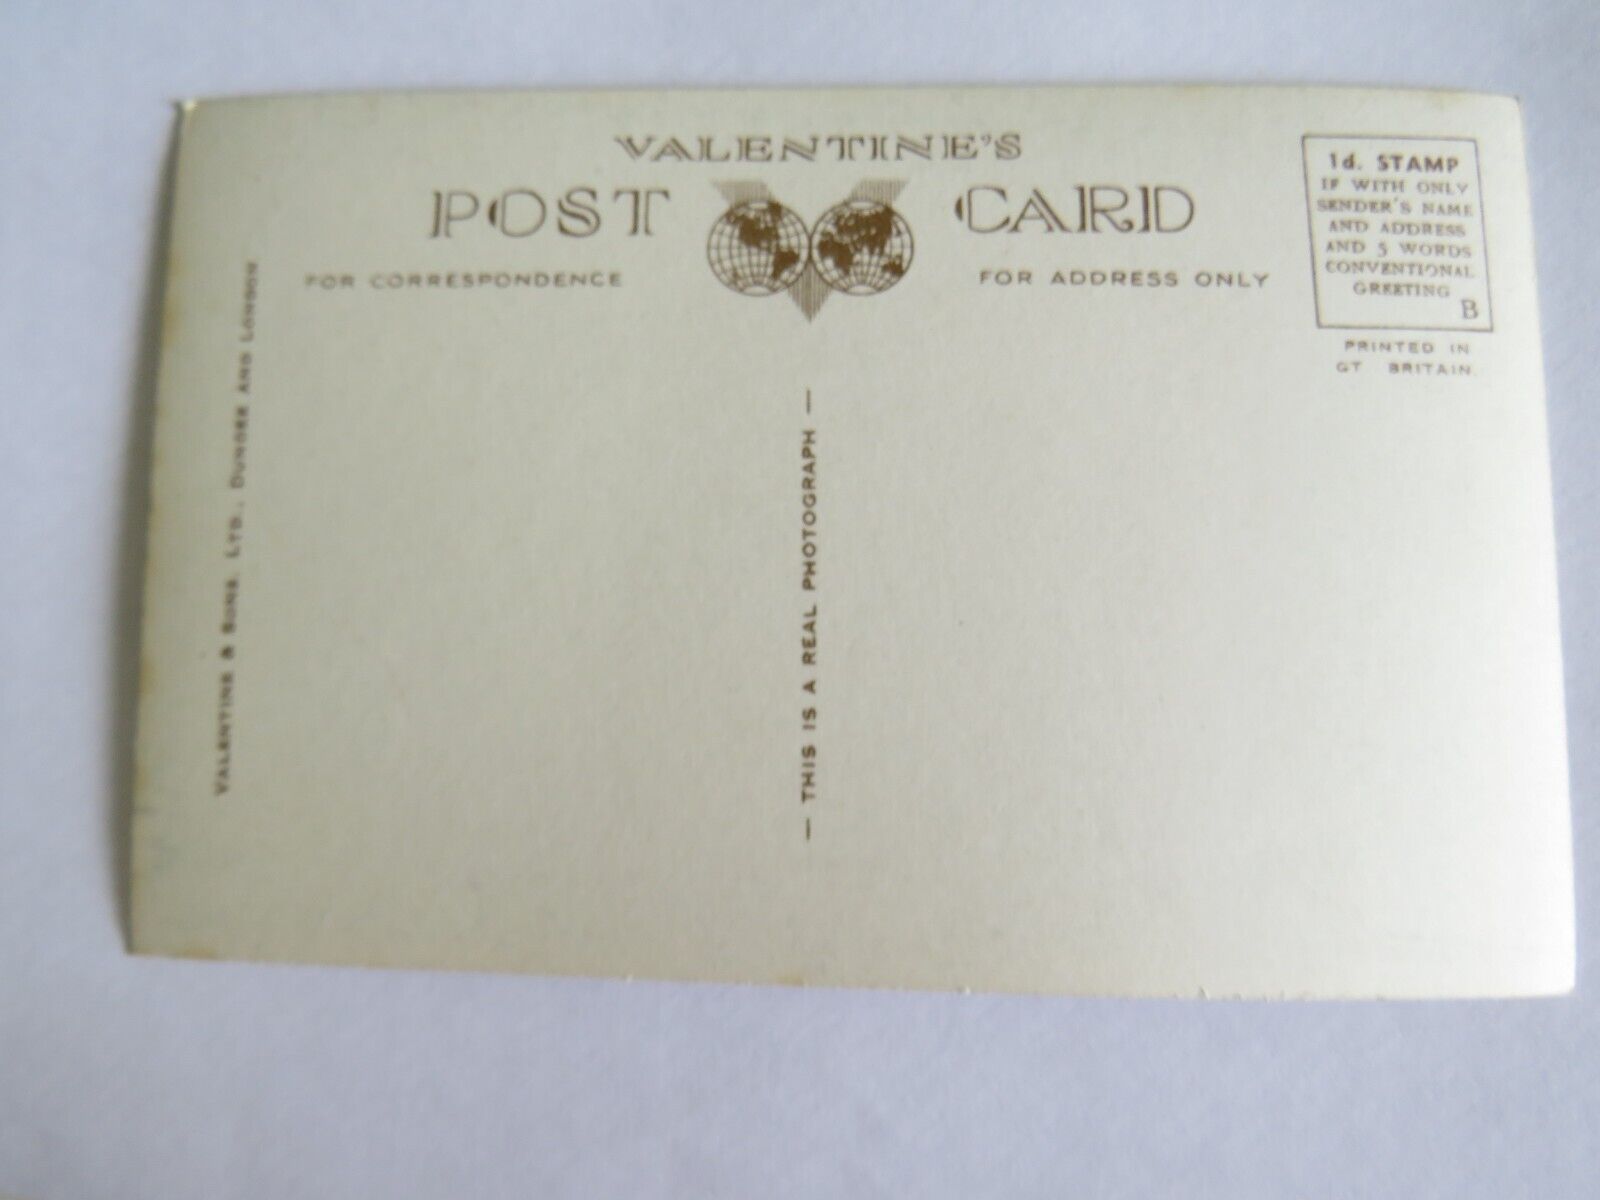 VALENTINE'S
POST CARD
FOR CORRESPONDENCE
FOR ADDRESS ONLY
1d. STAMP
IF WITH ONLY
SENDER'S NAME
AND ADDRESS
AND 5 WORDS
CONVENTIONAL
GREETING
B
PRINTED IN
GT BRITAIN.
VALENTINE & SONS, LTD., DUNDEE AND LONDON
— THIS IS A REAL PHOTOGRAPH —